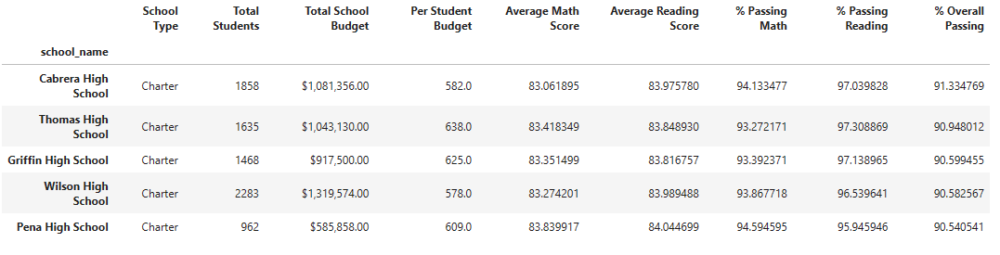 School Type Total Students Total School Budget Per Student Budget Average Math Score Average Reading Score % Passing Math % Passing Reading % Overall Passing
school_name
Cabrera High School Charter 1858 $1,081,356.00 582.0 83.061895 83.975780 94.133477 97.039828 91.334769
Thomas High School Charter 1635 $1,043,130.00 638.0 83.418349 83.848930 93.272171 97.308869 90.948012
Griffin High School Charter 1468 $917,500.00 625.0 83.351499 83.816757 93.392371 97.138965 90.599455
Wilson High School Charter 2283 $1,319,574.00 578.0 83.274201 83.989488 93.867718 96.539641 90.582567
Pena High School Charter 962 $585,858.00 609.0 83.839917 84.044699 94.594595 95.945946 90.540541